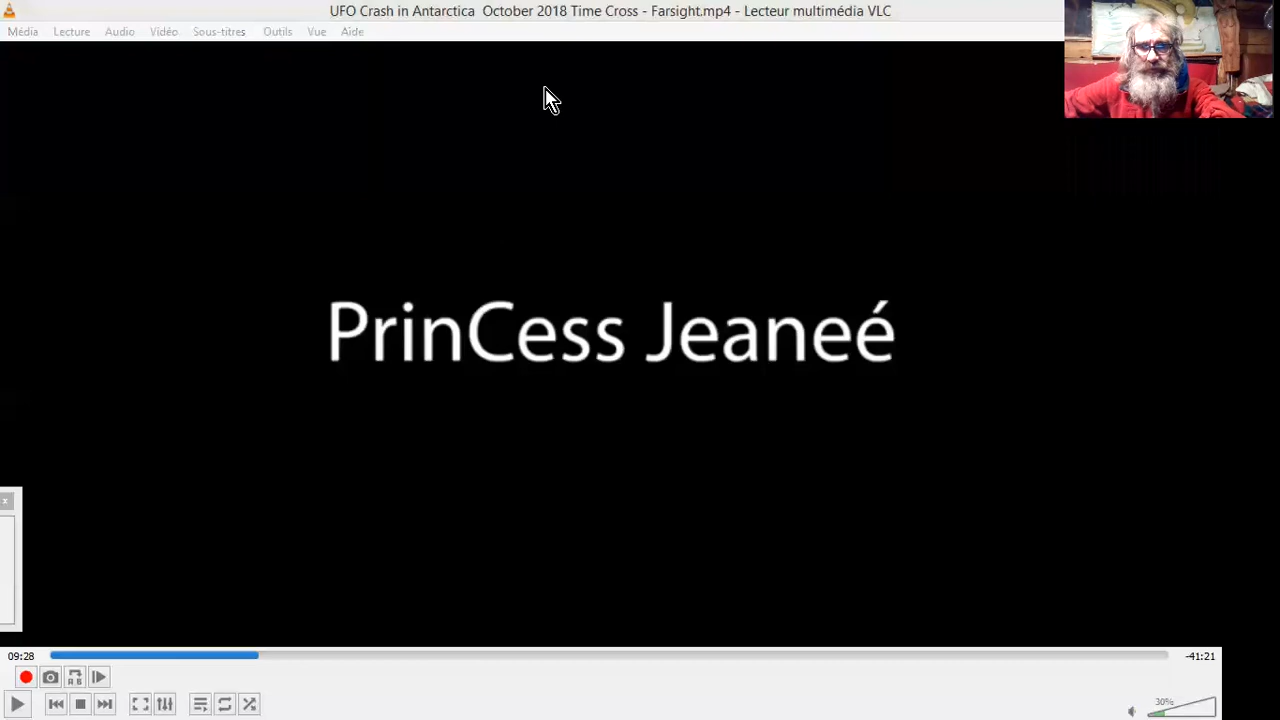 UFO Crash in Antarctica  October 2018 Time Cross - Farsight.mp4 - Lecteur multimédia VLC
Média Lecture Audio Vidéo Sous-titres Outils Vue Aide
PrinCess Jeaneé
x
09:28 -41:21
A B
30%